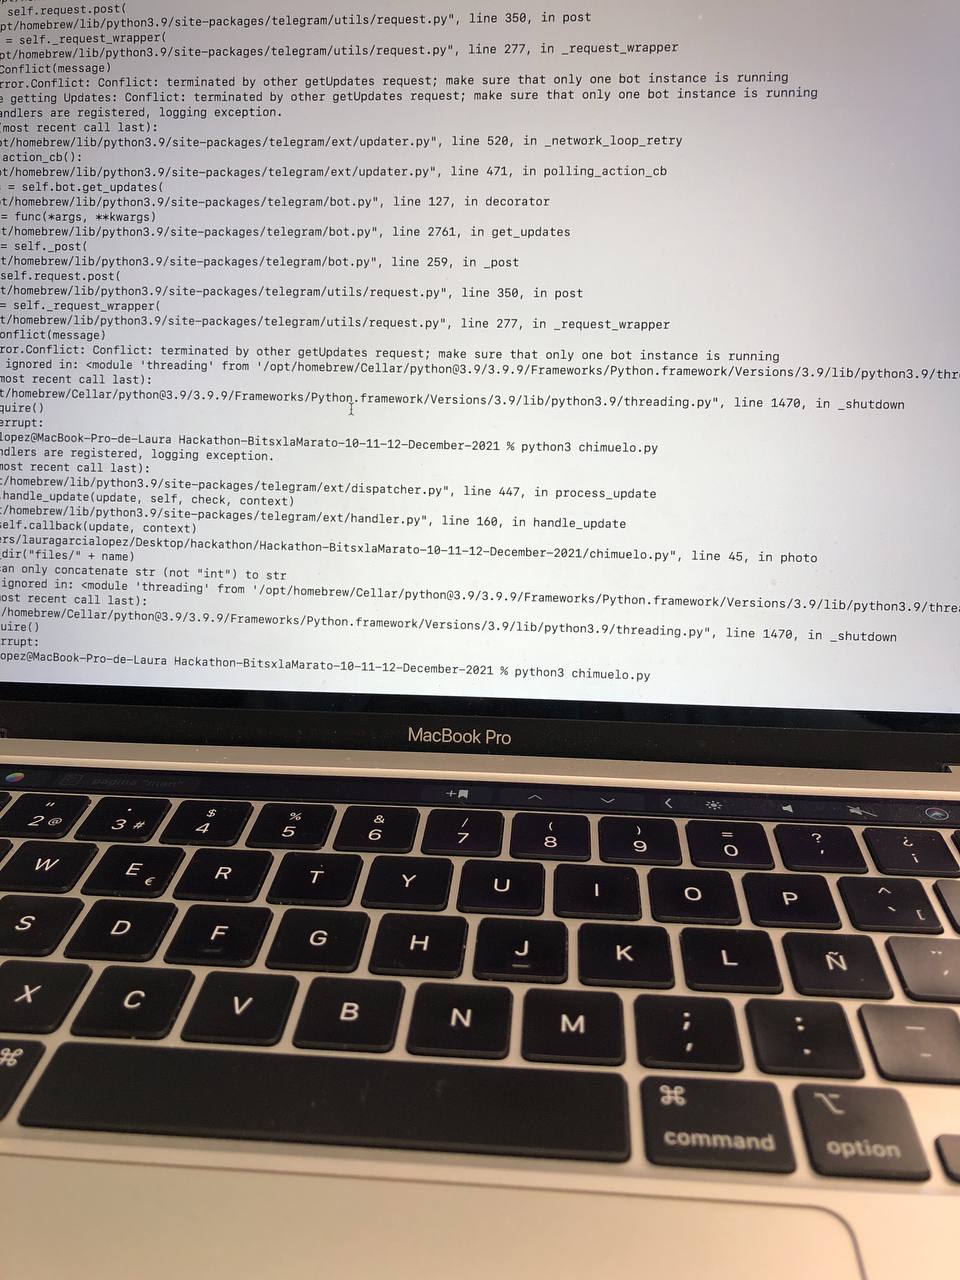 self.request.post(
pt/homebrew/lib/python3.9/site-packages/telegram/utils/request.py", line 350, in post
= self._request_wrapper(
pt/homebrew/lib/python3.9/site-packages/telegram/utils/request.py", line 277, in _request_wrapper
Conflict(message)
rror.Conflict: Conflict: terminated by other getUpdates request; make sure that only one bot instance is running
e getting Updates: Conflict: terminated by other getUpdates request; make sure that only one bot instance is running
andlers are registered, logging exception.
(most recent call last):
pt/homebrew/lib/python3.9/site-packages/telegram/ext/updater.py", line 520, in _network_loop_retry
action_cb():
pt/homebrew/lib/python3.9/site-packages/telegram/ext/updater.py", line 471, in polling_action_cb
= self.bot.get_updates(
t/homebrew/lib/python3.9/site-packages/telegram/bot.py", line 127, in decorator
= func(*args, **kwargs)
t/homebrew/lib/python3.9/site-packages/telegram/bot.py", line 2761, in get_updates
= self._post(
t/homebrew/lib/python3.9/site-packages/telegram/bot.py", line 259, in _post
self.request.post(
t/homebrew/lib/python3.9/site-packages/telegram/utils/request.py", line 350, in post
= self._request_wrapper(
t/homebrew/lib/python3.9/site-packages/telegram/utils/request.py", line 277, in _request_wrapper
onflict(message)
ror.Conflict: Conflict: terminated by other getUpdates request; make sure that only one bot instance is running
ignored in: <module 'threading' from '/opt/homebrew/Cellar/python@3.9/3.9.9/Frameworks/Python.framework/Versions/3.9/lib/python3.9/thr
most recent call last):
t/homebrew/Cellar/python@3.9/3.9.9/Frameworks/Python.framework/Versions/3.9/lib/python3.9/threading.py", line 1470, in _shutdown
quire()
errupt:
lopez@MacBook-Pro-de-Laura Hackathon-BitsxlaMarato-10-11-12-December-2021 % python3 chimuelo.py
ndlers are registered, logging exception.
most recent call last):
t/homebrew/lib/python3.9/site-packages/telegram/ext/dispatcher.py", line 447, in process_update
.handle_update(update, self, check, context)
t/homebrew/lib/python3.9/site-packages/telegram/ext/handler.py", line 160, in handle_update
self.callback(update, context)
ers/lauragarcialopez/Desktop/hackathon/Hackathon-BitsxlaMarato-10-11-12-December-2021/chimuelo.py", line 45, in photo
dir("files/" + name)
an only concatenate str (not "int") to str
ignored in: <module 'threading' from '/opt/homebrew/Cellar/python@3.9/3.9.9/Frameworks/Python.framework/Versions/3.9/lib/python3.9/threa
ost recent call last):
/homebrew/Cellar/python@3.9/3.9.9/Frameworks/Python.framework/Versions/3.9/lib/python3.9/threading.py", line 1470, in _shutdown
uire()
rrupt:
opez@MacBook-Pro-de-Laura Hackathon-BitsxlaMarato-10-11-12-December-2021 % python3 chimuelo.py
MacBook Pro
" · $ % & / ( ) = ? ¿
2 @ 3 # 4 5 6 7 8 9 0 ' ¡
W E € R T Y U I O P ^ ` [
S D F G H J K L Ñ ¨ ´
X C V B N M ; , : . _ -
⌘ ⌘ ⌥
command option